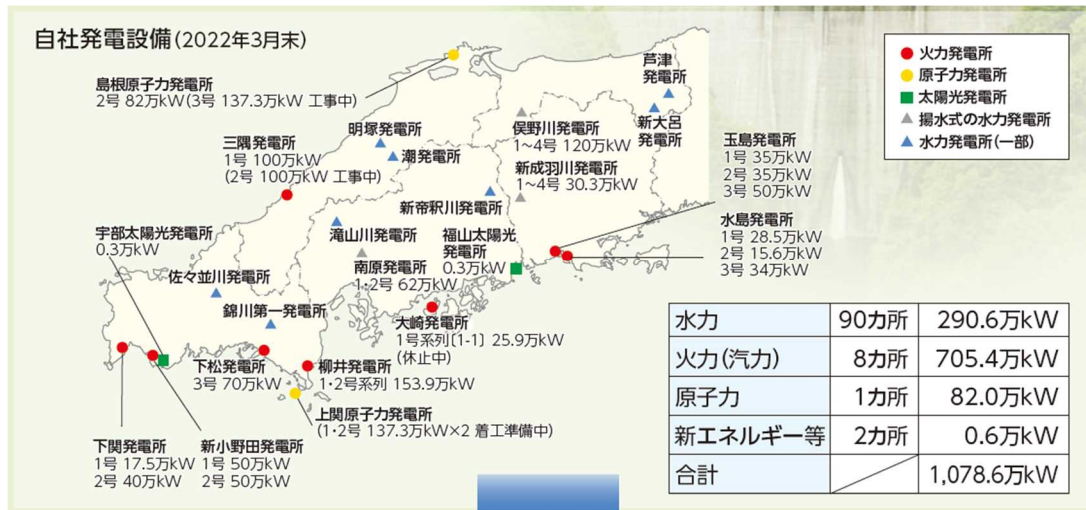 自社発電設備(2022年3月末)
島根原子力発電所
2号 82万kW(3号 137.3万kW 工事中)
三隅発電所
1号 100万kW
(2号 100万kW 工事中)
明塚発電所
潮発電所
俣野川発電所
1~4号 120万kW
芦津
発電所
新大呂
発電所
新成羽川発電所
1~4号 30.3万kW
新帝釈川発電所
玉島発電所
1号 35万kW
2号 35万kW
3号 50万kW
水島発電所
1号 28.5万kW
2号 15.6万kW
3号 34万kW
宇部太陽光発電所
0.3万kW
滝山川発電所
福山太陽光
発電所
0.3万kW
佐々並川発電所
南原発電所
1・2号 62万kW
錦川第一発電所
大崎発電所
1号系列〔1-1〕 25.9万kW
(休止中)
下松発電所
3号 70万kW
柳井発電所
1・2号系列 153.9万kW
上関原子力発電所
(1・2号 137.3万kW×2 着工準備中)
下関発電所
1号 17.5万kW
2号 40万kW
新小野田発電所
1号 50万kW
2号 50万kW
火力発電所
原子力発電所
太陽光発電所
揚水式の水力発電所
水力発電所(一部)
水力 90カ所 290.6万kW
火力(汽力) 8カ所 705.4万kW
原子力 1カ所 82.0万kW
新エネルギー等 2カ所 0.6万kW
合計 1,078.6万kW